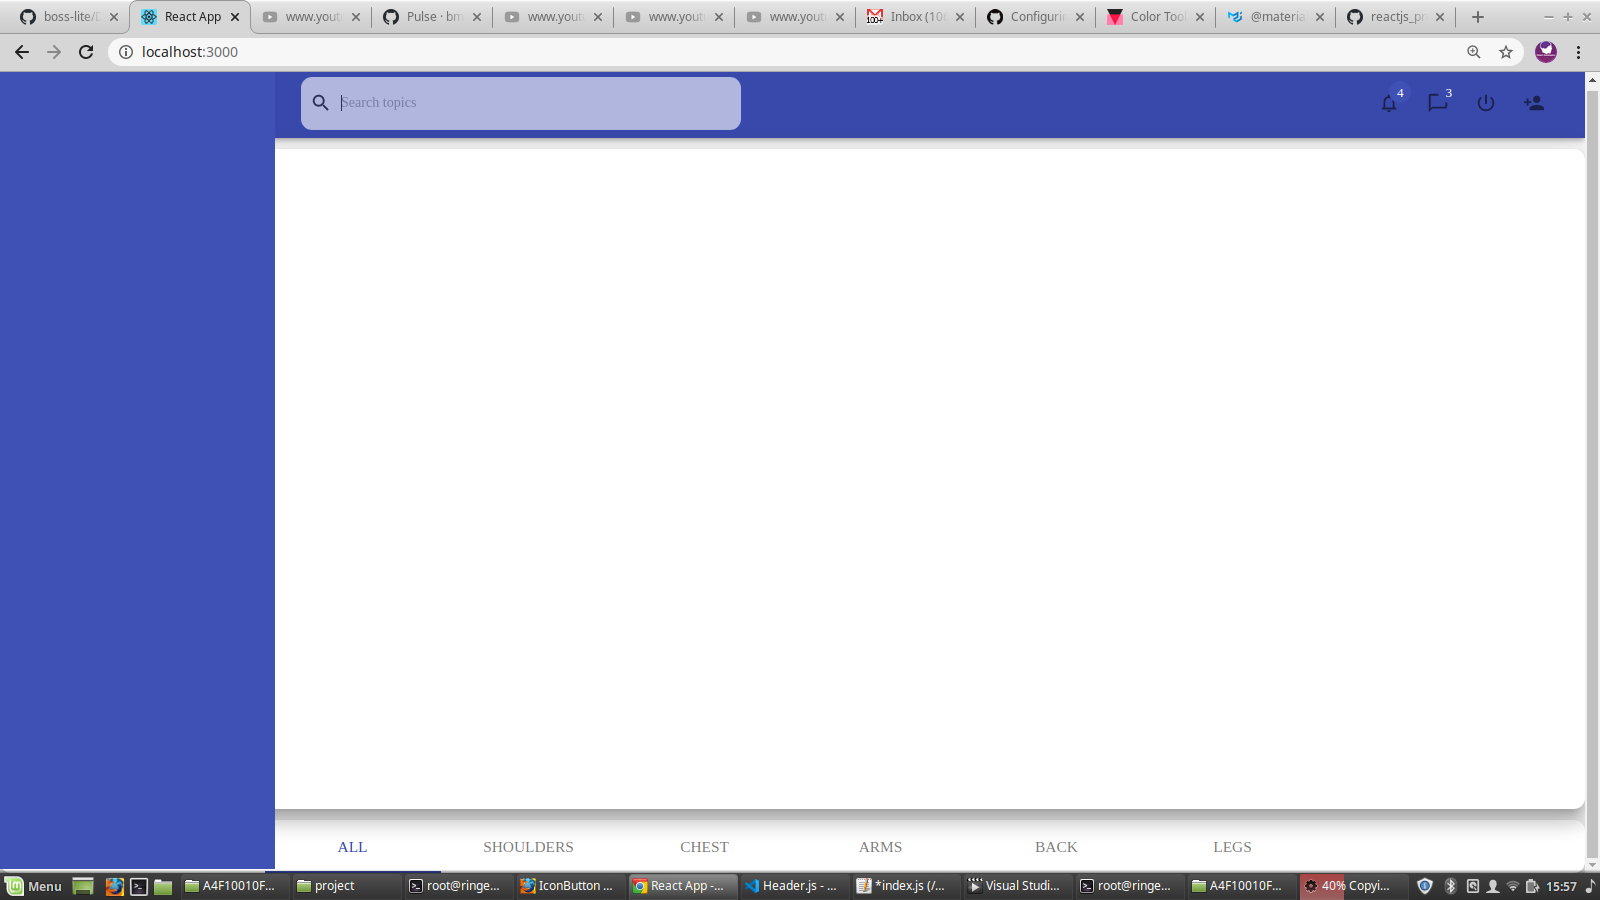 boss-lite/D
React App
www.yout
Pulse · bm
www.yout
www.yout
www.yout
Inbox (10
Configurin
Color Tool
@materia
reactjs_pr
localhost:3000
Search topics
4
3
ALL
SHOULDERS
CHEST
ARMS
BACK
LEGS
Menu
A4F10010F...
project
root@ringe...
IconButton ...
React App -...
Header.js - ...
*index.js (/...
Visual Studi...
root@ringe...
A4F10010F...
40% Copyi...
15:57